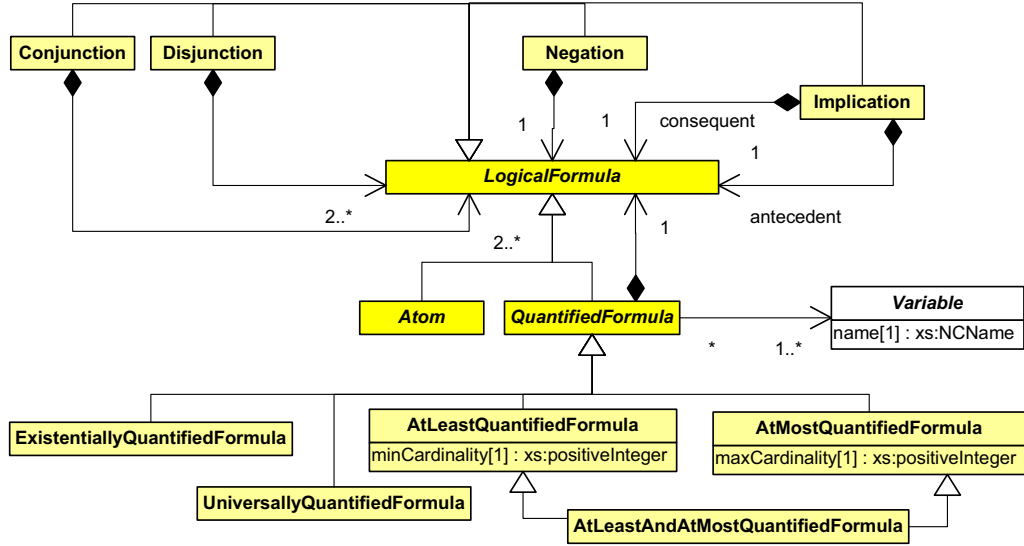 Conjunction
Disjunction
Negation
Implication
1
1
consequent
1
LogicalFormula
2..*
1
antecedent
2..*
Atom
QuantifiedFormula
Variable
name[1] : xs:NCName
*
1..*
ExistentiallyQuantifiedFormula
AtLeastQuantifiedFormula
minCardinality[1] : xs:positiveInteger
AtMostQuantifiedFormula
maxCardinality[1] : xs:positiveInteger
UniversallyQuantifiedFormula
AtLeastAndAtMostQuantifiedFormula